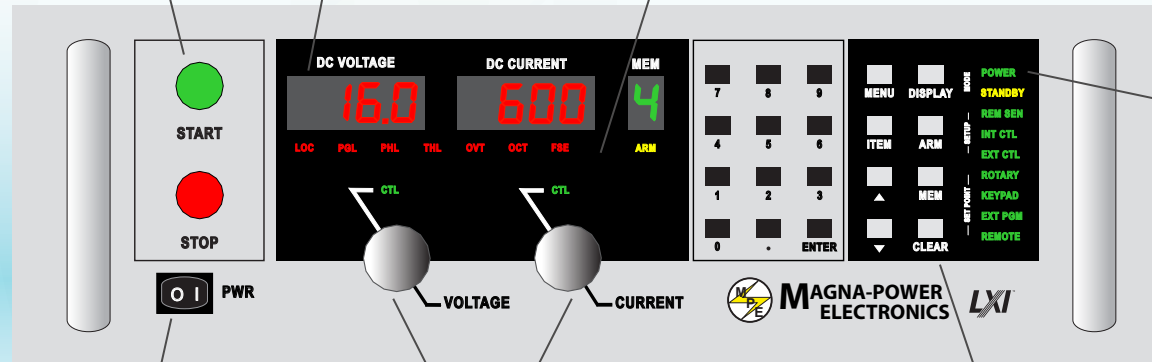 START
STOP
O I PWR
DC VOLTAGE DC CURRENT MEM
16.0 600 4
LOC PGL PHL THL OVT OCT FSE ARM
CTL CTL
VOLTAGE CURRENT
7 8 9
4 5 6
1 2 3
0 . ENTER
MENU DISPLAY
ITEM ARM
▲ MEM
▼ CLEAR
MODE
SETUP
SET POINT
POWER
STANDBY
REM SEN
INT CTL
EXT CTL
ROTARY
KEYPAD
EXT PGM
REMOTE
MPE MAGNA-POWER
ELECTRONICS
LXI